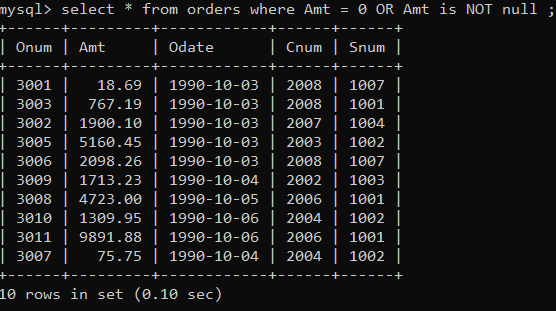 mysql> select * from orders where Amt = 0 OR Amt is NOT null ;
+------+---------+------------+------+------+
| Onum | Amt     | Odate      | Cnum | Snum |
+------+---------+------------+------+------+
| 3001 |   18.69 | 1990-10-03 | 2008 | 1007 |
| 3003 |  767.19 | 1990-10-03 | 2008 | 1001 |
| 3002 | 1900.10 | 1990-10-03 | 2007 | 1004 |
| 3005 | 5160.45 | 1990-10-03 | 2003 | 1002 |
| 3006 | 2098.26 | 1990-10-03 | 2008 | 1007 |
| 3009 | 1713.23 | 1990-10-04 | 2002 | 1003 |
| 3008 | 4723.00 | 1990-10-05 | 2006 | 1001 |
| 3010 | 1309.95 | 1990-10-06 | 2004 | 1002 |
| 3011 | 9891.88 | 1990-10-06 | 2006 | 1001 |
| 3007 |   75.75 | 1990-10-04 | 2004 | 1002 |
+------+---------+------------+------+------+
10 rows in set (0.10 sec)